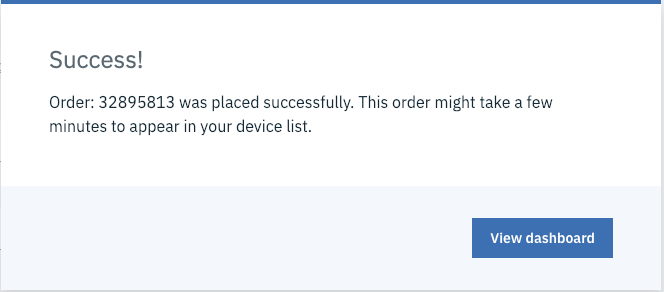 Success!
Order: 32895813 was placed successfully. This order might take a few
minutes to appear in your device list.
View dashboard